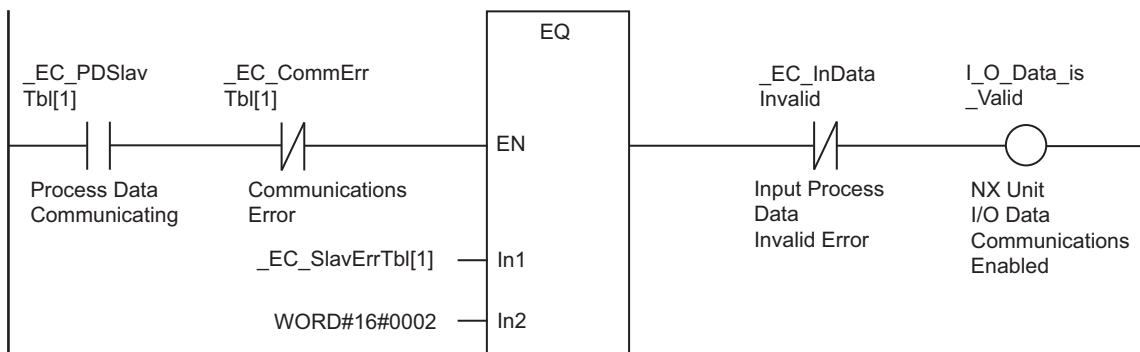 EQ
_EC_PDSlav
Tbl[1]
_EC_CommErr
Tbl[1]
_EC_InData
Invalid
I_O_Data_is
_Valid
EN
Process Data
Communicating
Communications
Error
Input Process
Data
Invalid Error
NX Unit
I/O Data
Communications
Enabled
_EC_SlavErrTbl[1]
In1
WORD#16#0002
In2